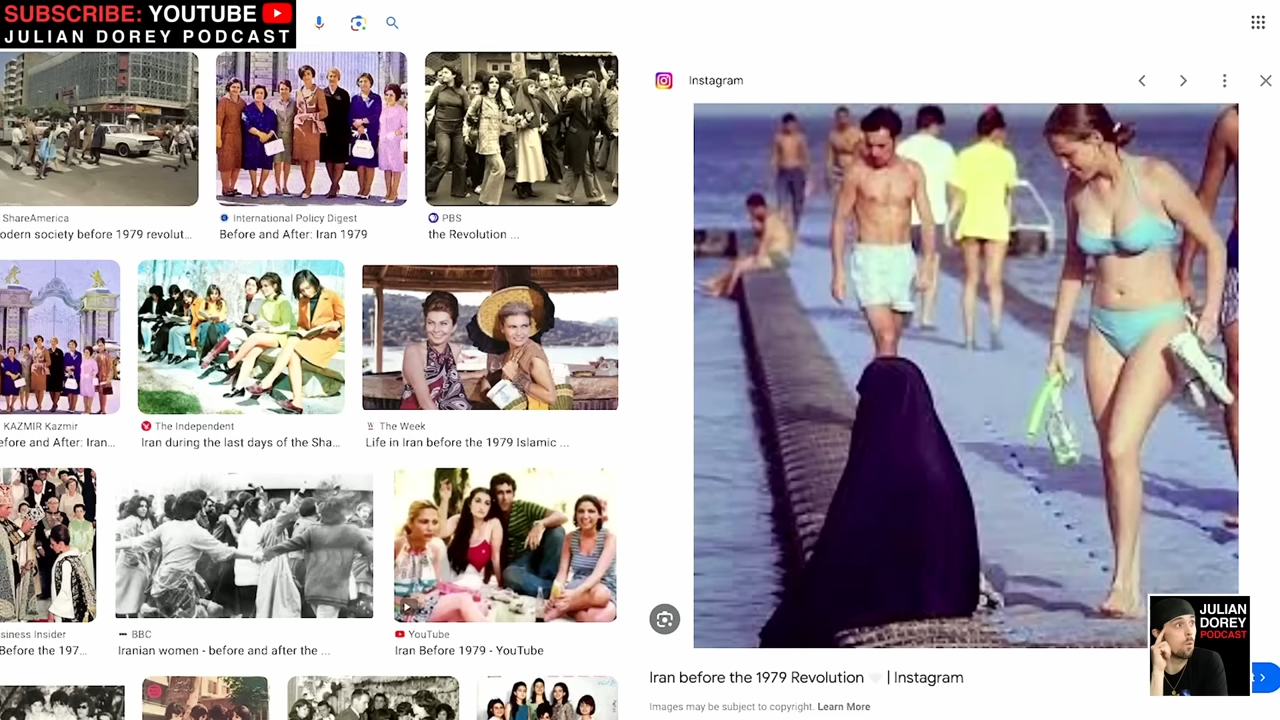 SUBSCRIBE: YOUTUBE
JULIAN DOREY PODCAST
Instagram
ShareAmerica
odern society before 1979 revolut...
International Policy Digest
Before and After: Iran 1979
PBS
the Revolution ...
KAZMIR Kazmir
efore and After: Iran...
The Independent
Iran during the last days of the Sha...
The Week
Life in Iran before the 1979 Islamic ...
siness Insider
Before the 197...
BBC
Iranian women - before and after the ...
YouTube
Iran Before 1979 - YouTube
JULIAN
DOREY
PODCAST
Iran before the 1979 Revolution | Instagram
Images may be subject to copyright. Learn More